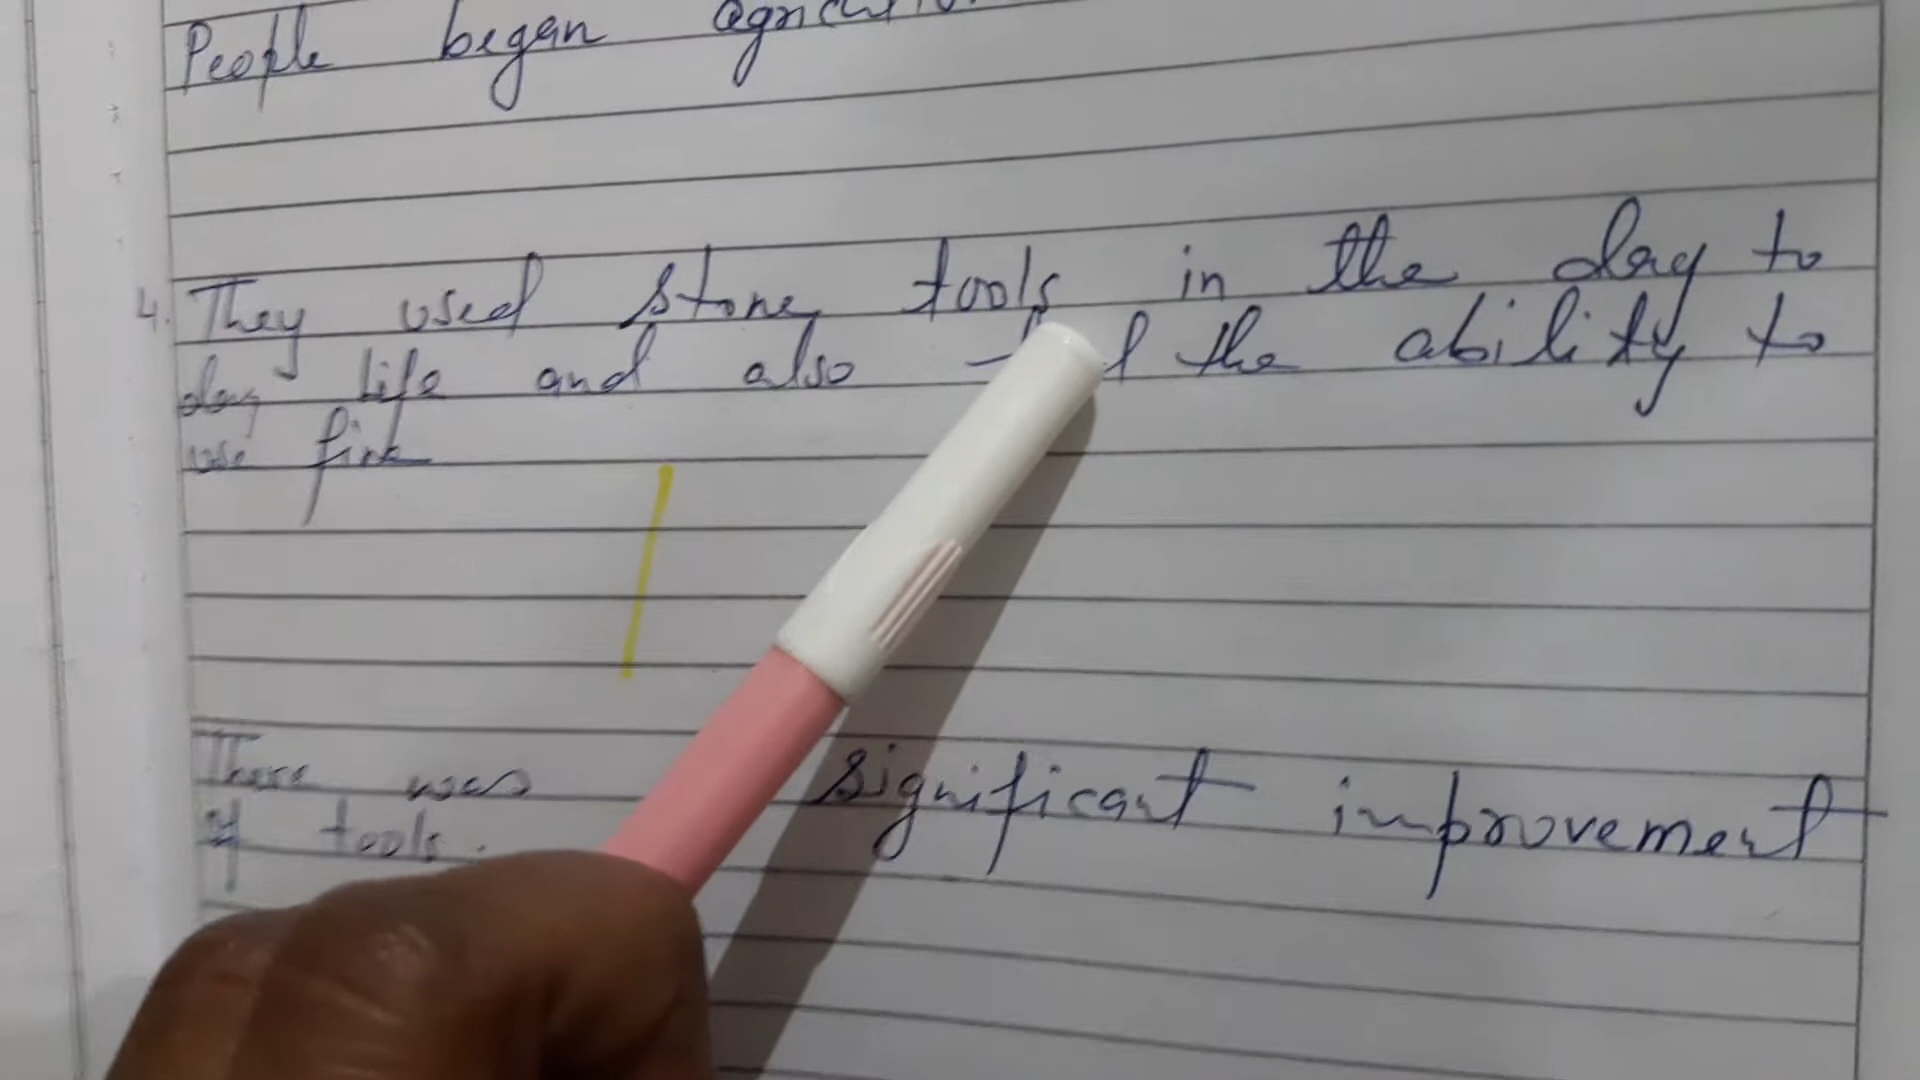 People began
4. They used stone tools in the day to
day life and also the ability to
use fire
There was significant improvement
of tools.